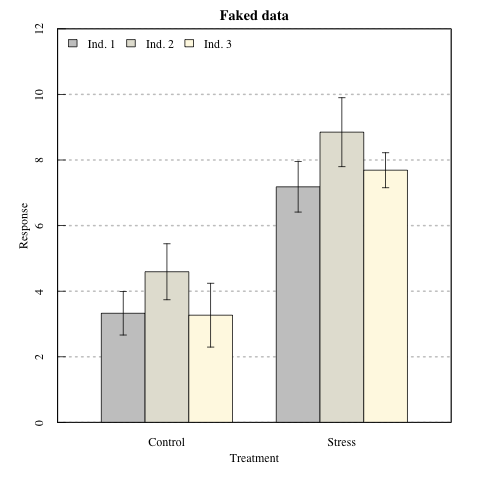 Faked data
Ind. 1 Ind. 2 Ind. 3
12
10
8
6
4
2
0
Response
Control Stress
Treatment